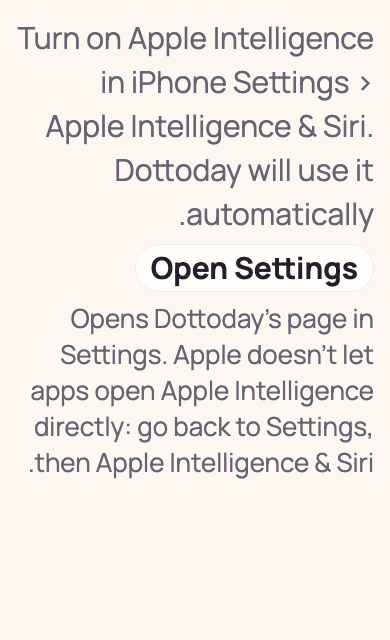 Turn on Apple Intelligence
in iPhone Settings >
Apple Intelligence & Siri.
Dottoday will use it
.automatically
Open Settings
Opens Dottoday’s page in
Settings. Apple doesn’t let
apps open Apple Intelligence
directly: go back to Settings,
.then Apple Intelligence & Siri